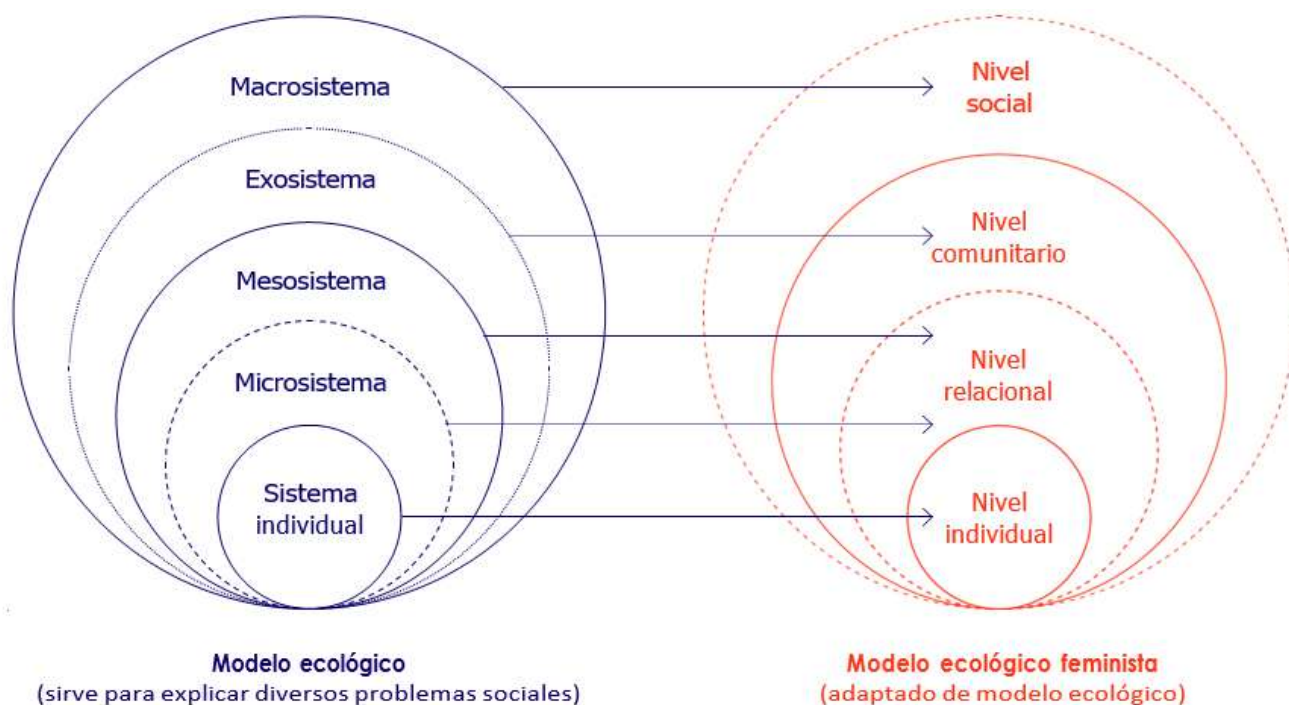 Macrosistema
Exosistema
Mesosistema
Microsistema
Sistema
individual
Modelo ecológico
(sirve para explicar diversos problemas sociales)
Nivel
social
Nivel
comunitario
Nivel
relacional
Nivel
individual
Modelo ecológico feminista
(adaptado de modelo ecológico)